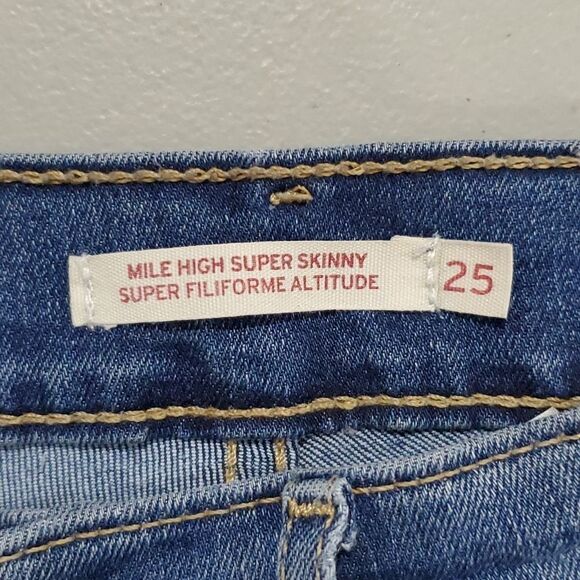 MILE HIGH SUPER SKINNY
SUPER FILIFORME ALTITUDE
25